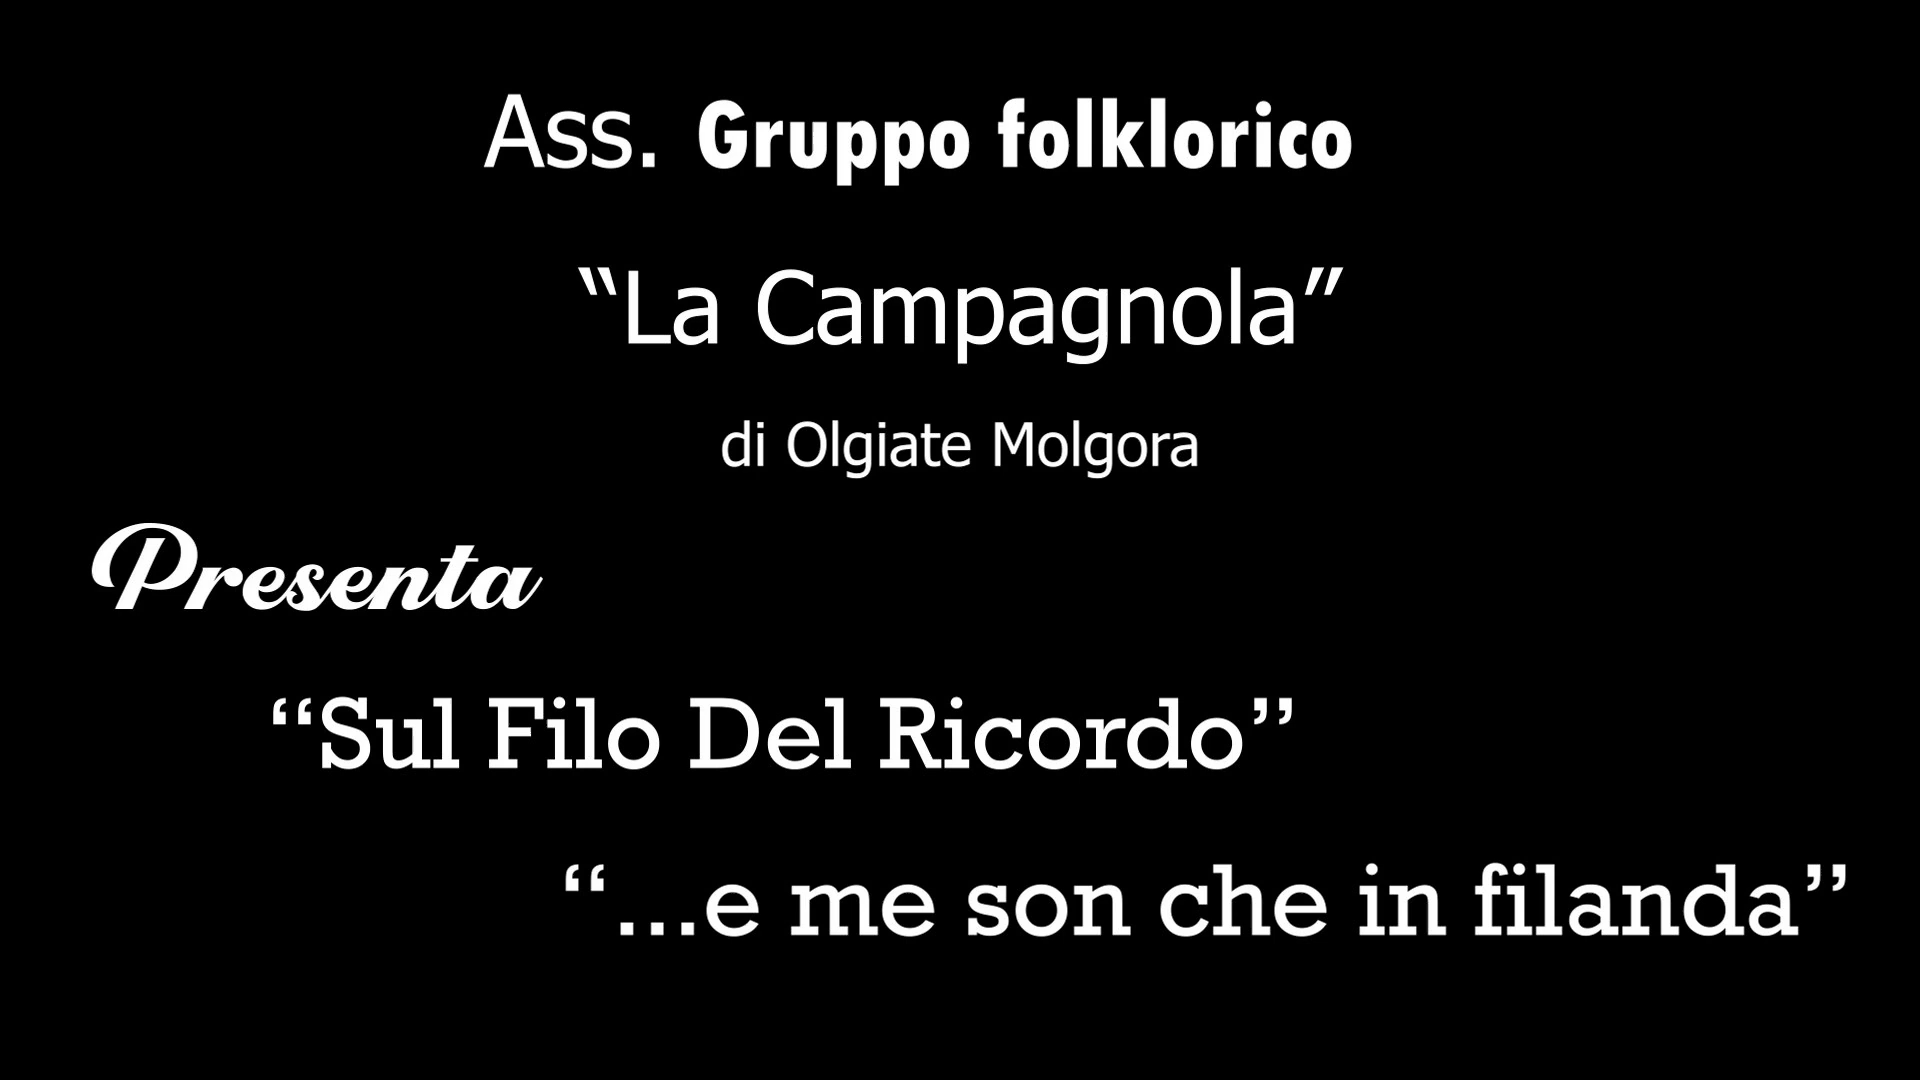 Ass. Gruppo folklorico
“La Campagnola”
di Olgiate Molgora
Presenta
“Sul Filo Del Ricordo”
“...e me son che in filanda”